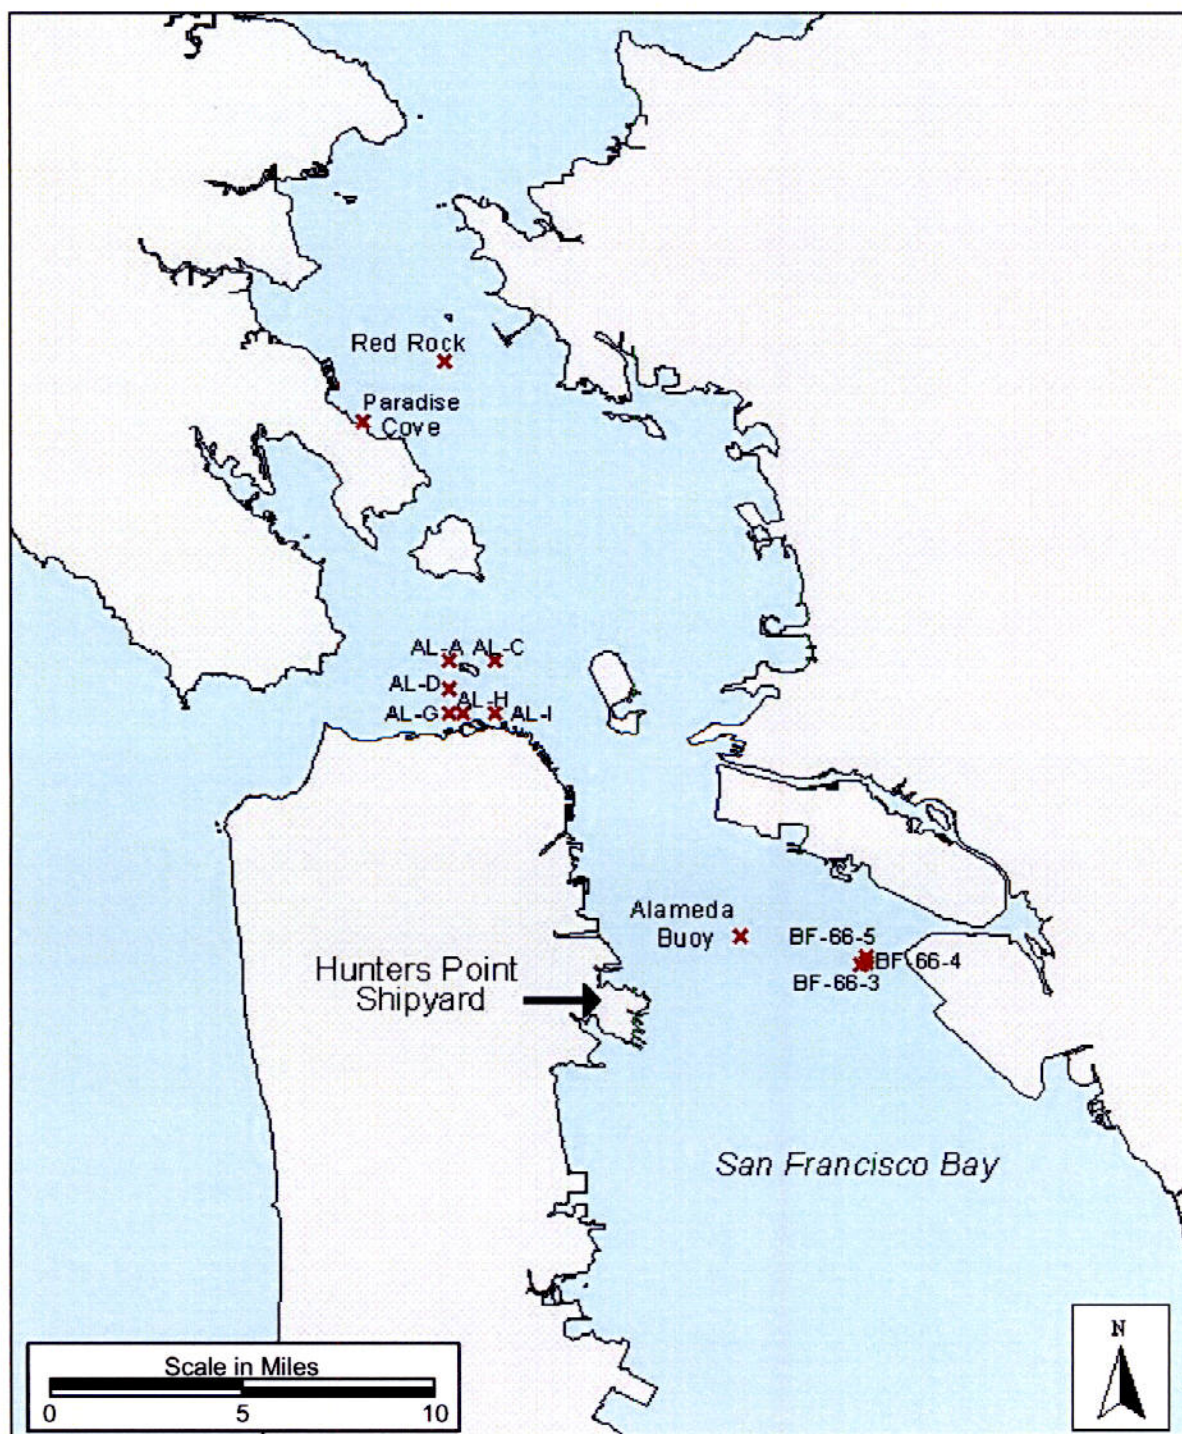 Red Rock
Paradise
Cove
AL-A AL-C
AL-D
AL-H
AL-G
AL-I
Alameda
Buoy
BF-66-5
BF-66-4
BF-66-3
Hunters Point
Shipyard
San Francisco Bay
N
Scale in Miles
0 5 10